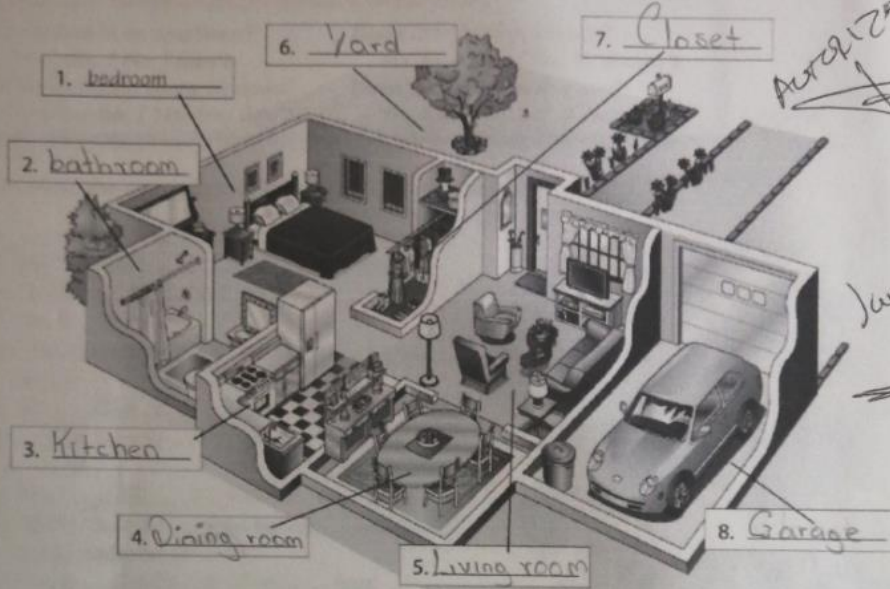 1. bedroom
2. bathroom
3. Kitchen
4. Dining room
5. Living room
6. Yard
7. Closet
8. Garage